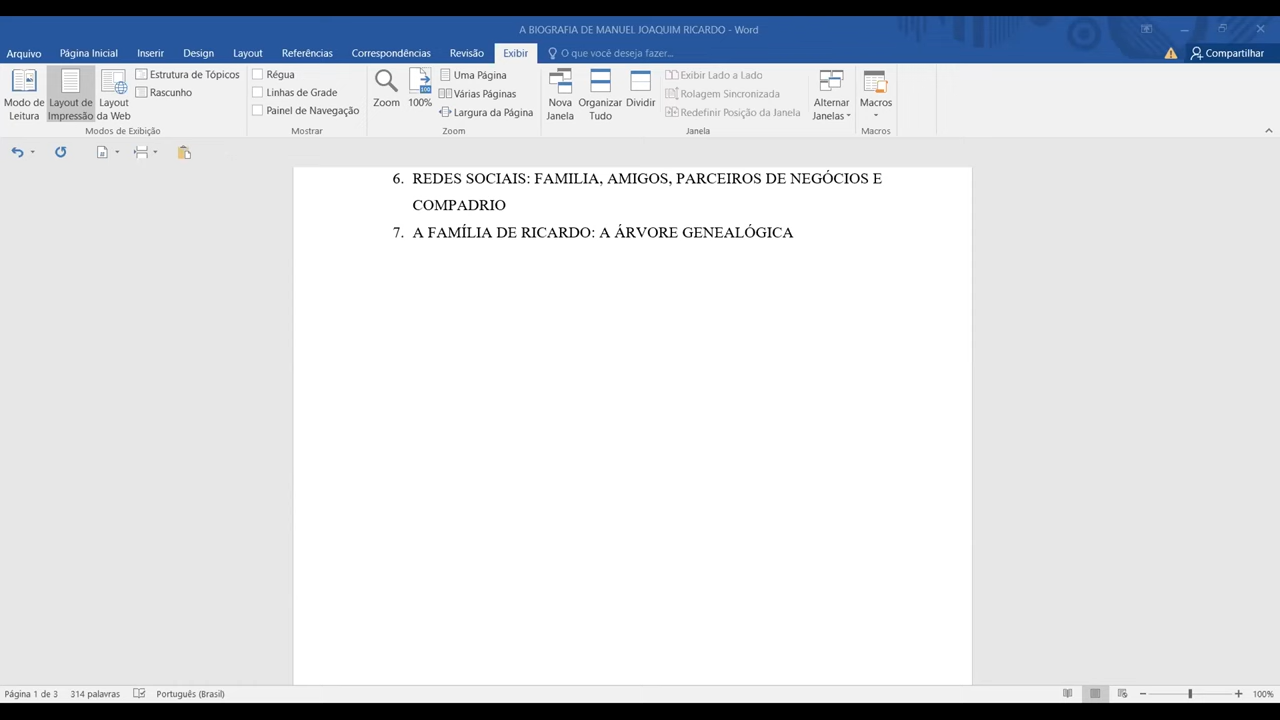 A BIOGRAFIA DE MANUEL JOAQUIM RICARDO - Word
Arquivo Página Inicial Inserir Design Layout Referências Correspondências Revisão Exibir O que você deseja fazer... Compartilhar
Modo de Leitura
Layout de Impressão
Layout da Web
Estrutura de Tópicos
Rascunho
Modos de Exibição
Régua
Linhas de Grade
Painel de Navegação
Mostrar
Zoom
100
100%
Uma Página
Várias Páginas
Largura da Página
Zoom
Nova Janela
Organizar Tudo
Dividir
Exibir Lado a Lado
Rolagem Sincronizada
Redefinir Posição da Janela
Janela
Alternar Janelas
Macros
Macros
6. REDES SOCIAIS: FAMILIA, AMIGOS, PARCEIROS DE NEGÓCIOS E
COMPADRIO
7. A FAMÍLIA DE RICARDO: A ÁRVORE GENEALÓGICA
Página 1 de 3 314 palavras Português (Brasil) 100%